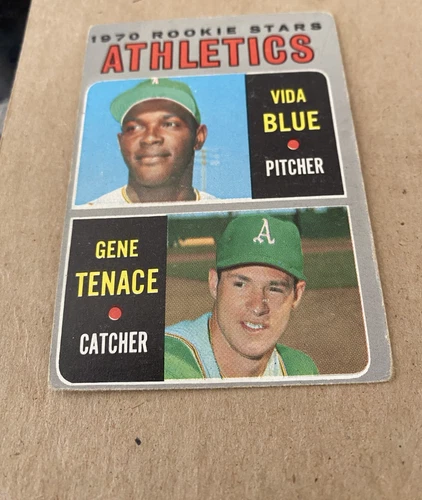 1970 ROOKIE STARS
ATHLETICS
A
VIDA
BLUE
PITCHER
GENE
TENACE
CATCHER
A